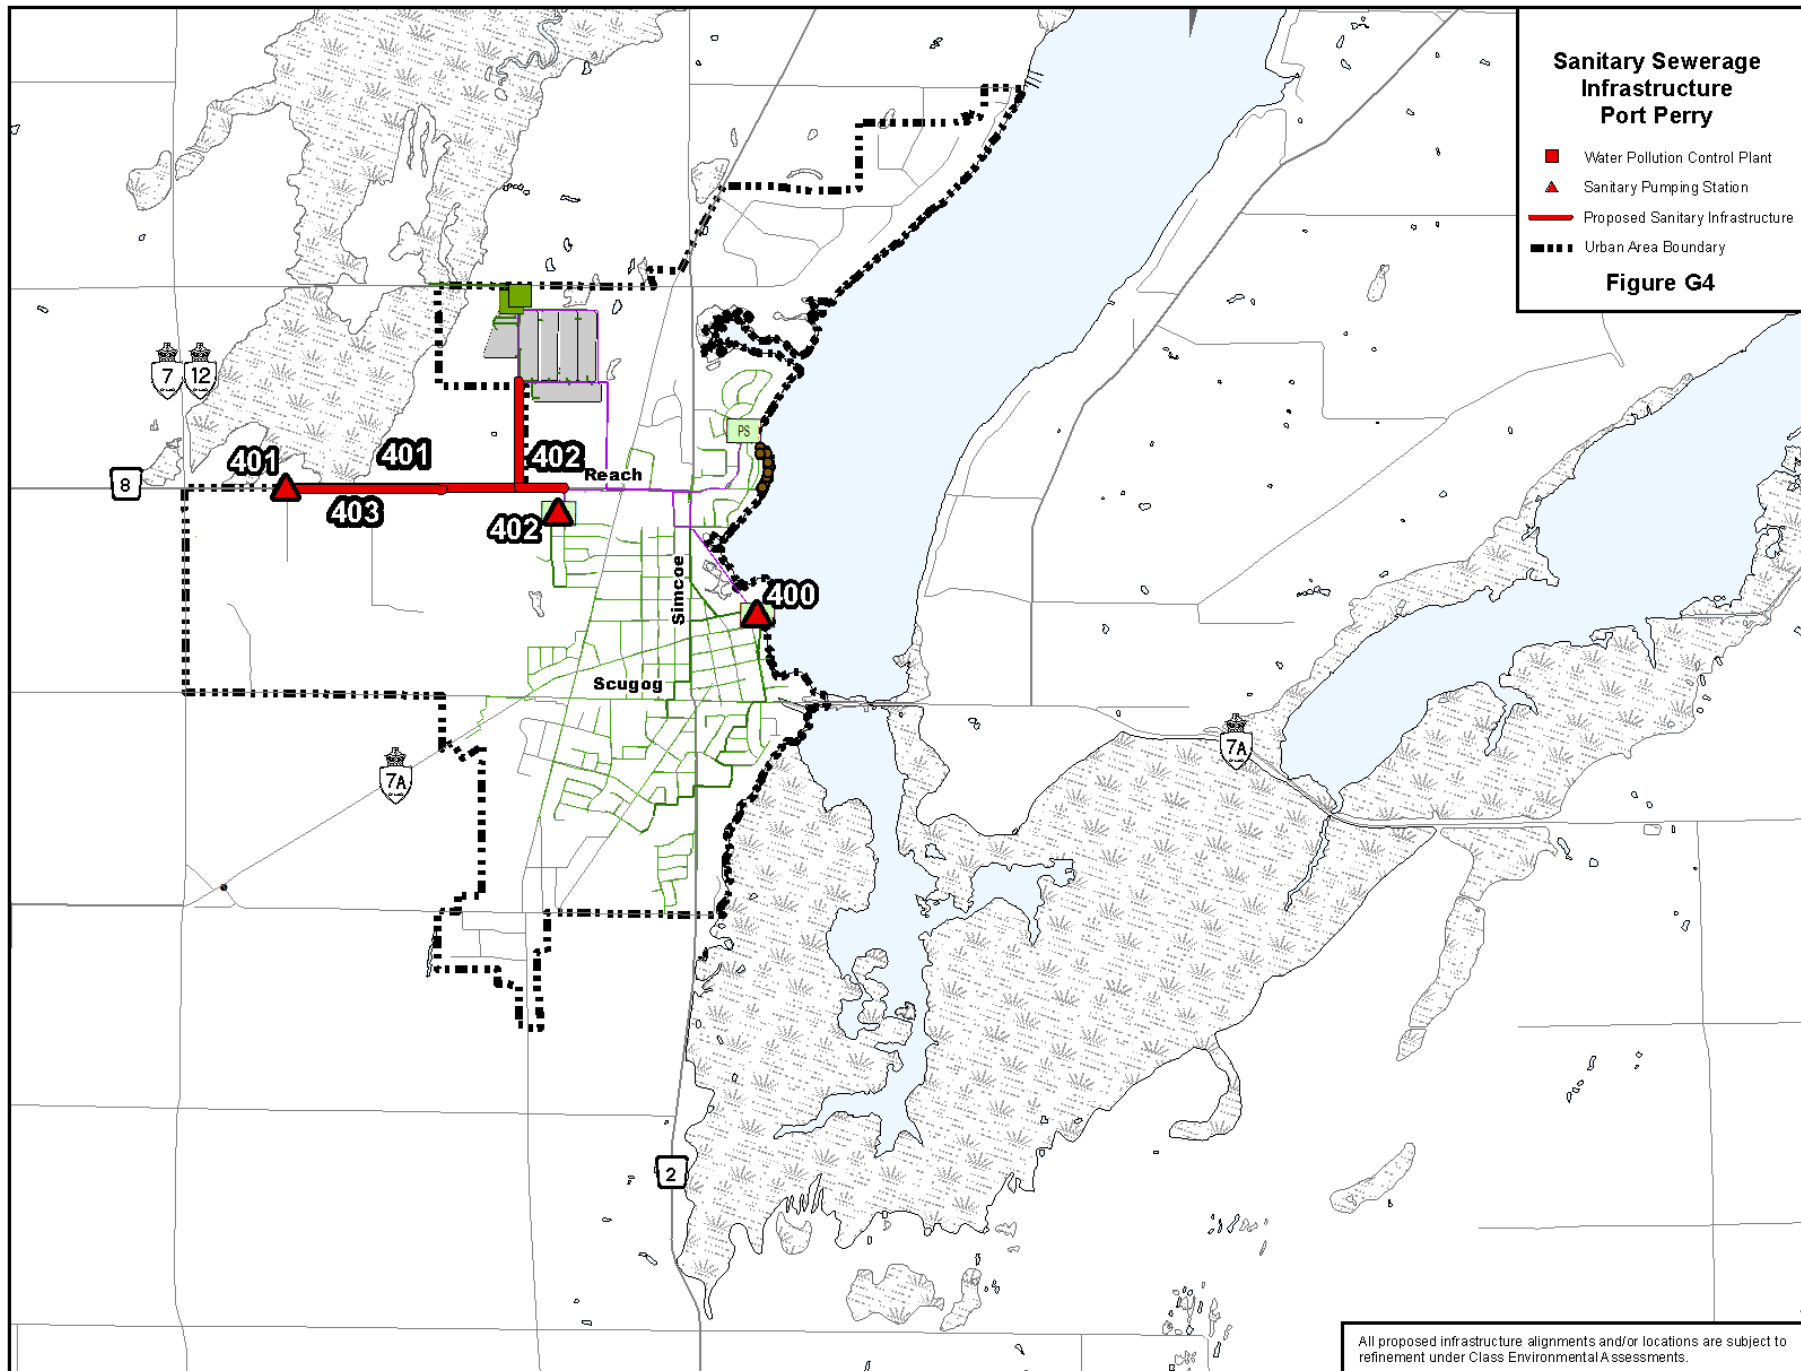 Sanitary Sewerage
Infrastructure
Port Perry
Water Pollution Control Plant
Sanitary Pumping Station
Proposed Sanitary Infrastructure
Urban Area Boundary
Figure G4
7
12
PS
401
401
402
Reach
8
403
402
Simcoe
400
Scugog
7A
7A
2
All proposed infrastructure alignments and/or locations are subject to
refinement under Class Environmental Assessments.